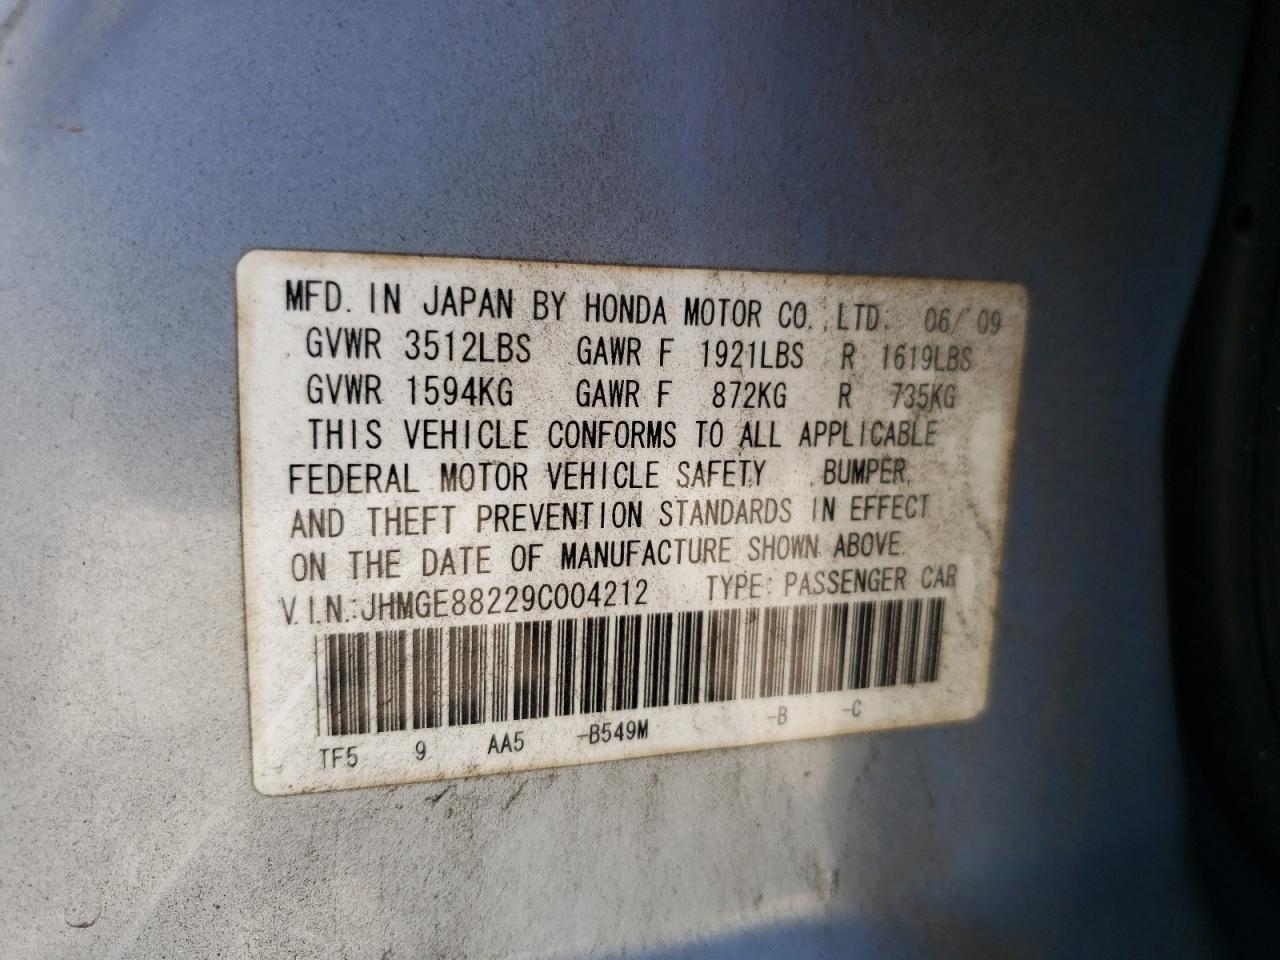 MFD. IN JAPAN BY HONDA MOTOR CO., LTD. 06/ 09
GVWR 3512LBS GAWR F 1921LBS R 1619LBS
GVWR 1594KG GAWR F 872KG R 735KG
THIS VEHICLE CONFORMS TO ALL APPLICABLE
FEDERAL MOTOR VEHICLE SAFETY , BUMPER,
AND THEFT PREVENTION STANDARDS IN EFFECT
ON THE DATE OF MANUFACTURE SHOWN ABOVE.
V.I.N.:JHMGE88229C004212 TYPE: PASSENGER CAR
TF5 9 AA5 -B549M -B -C